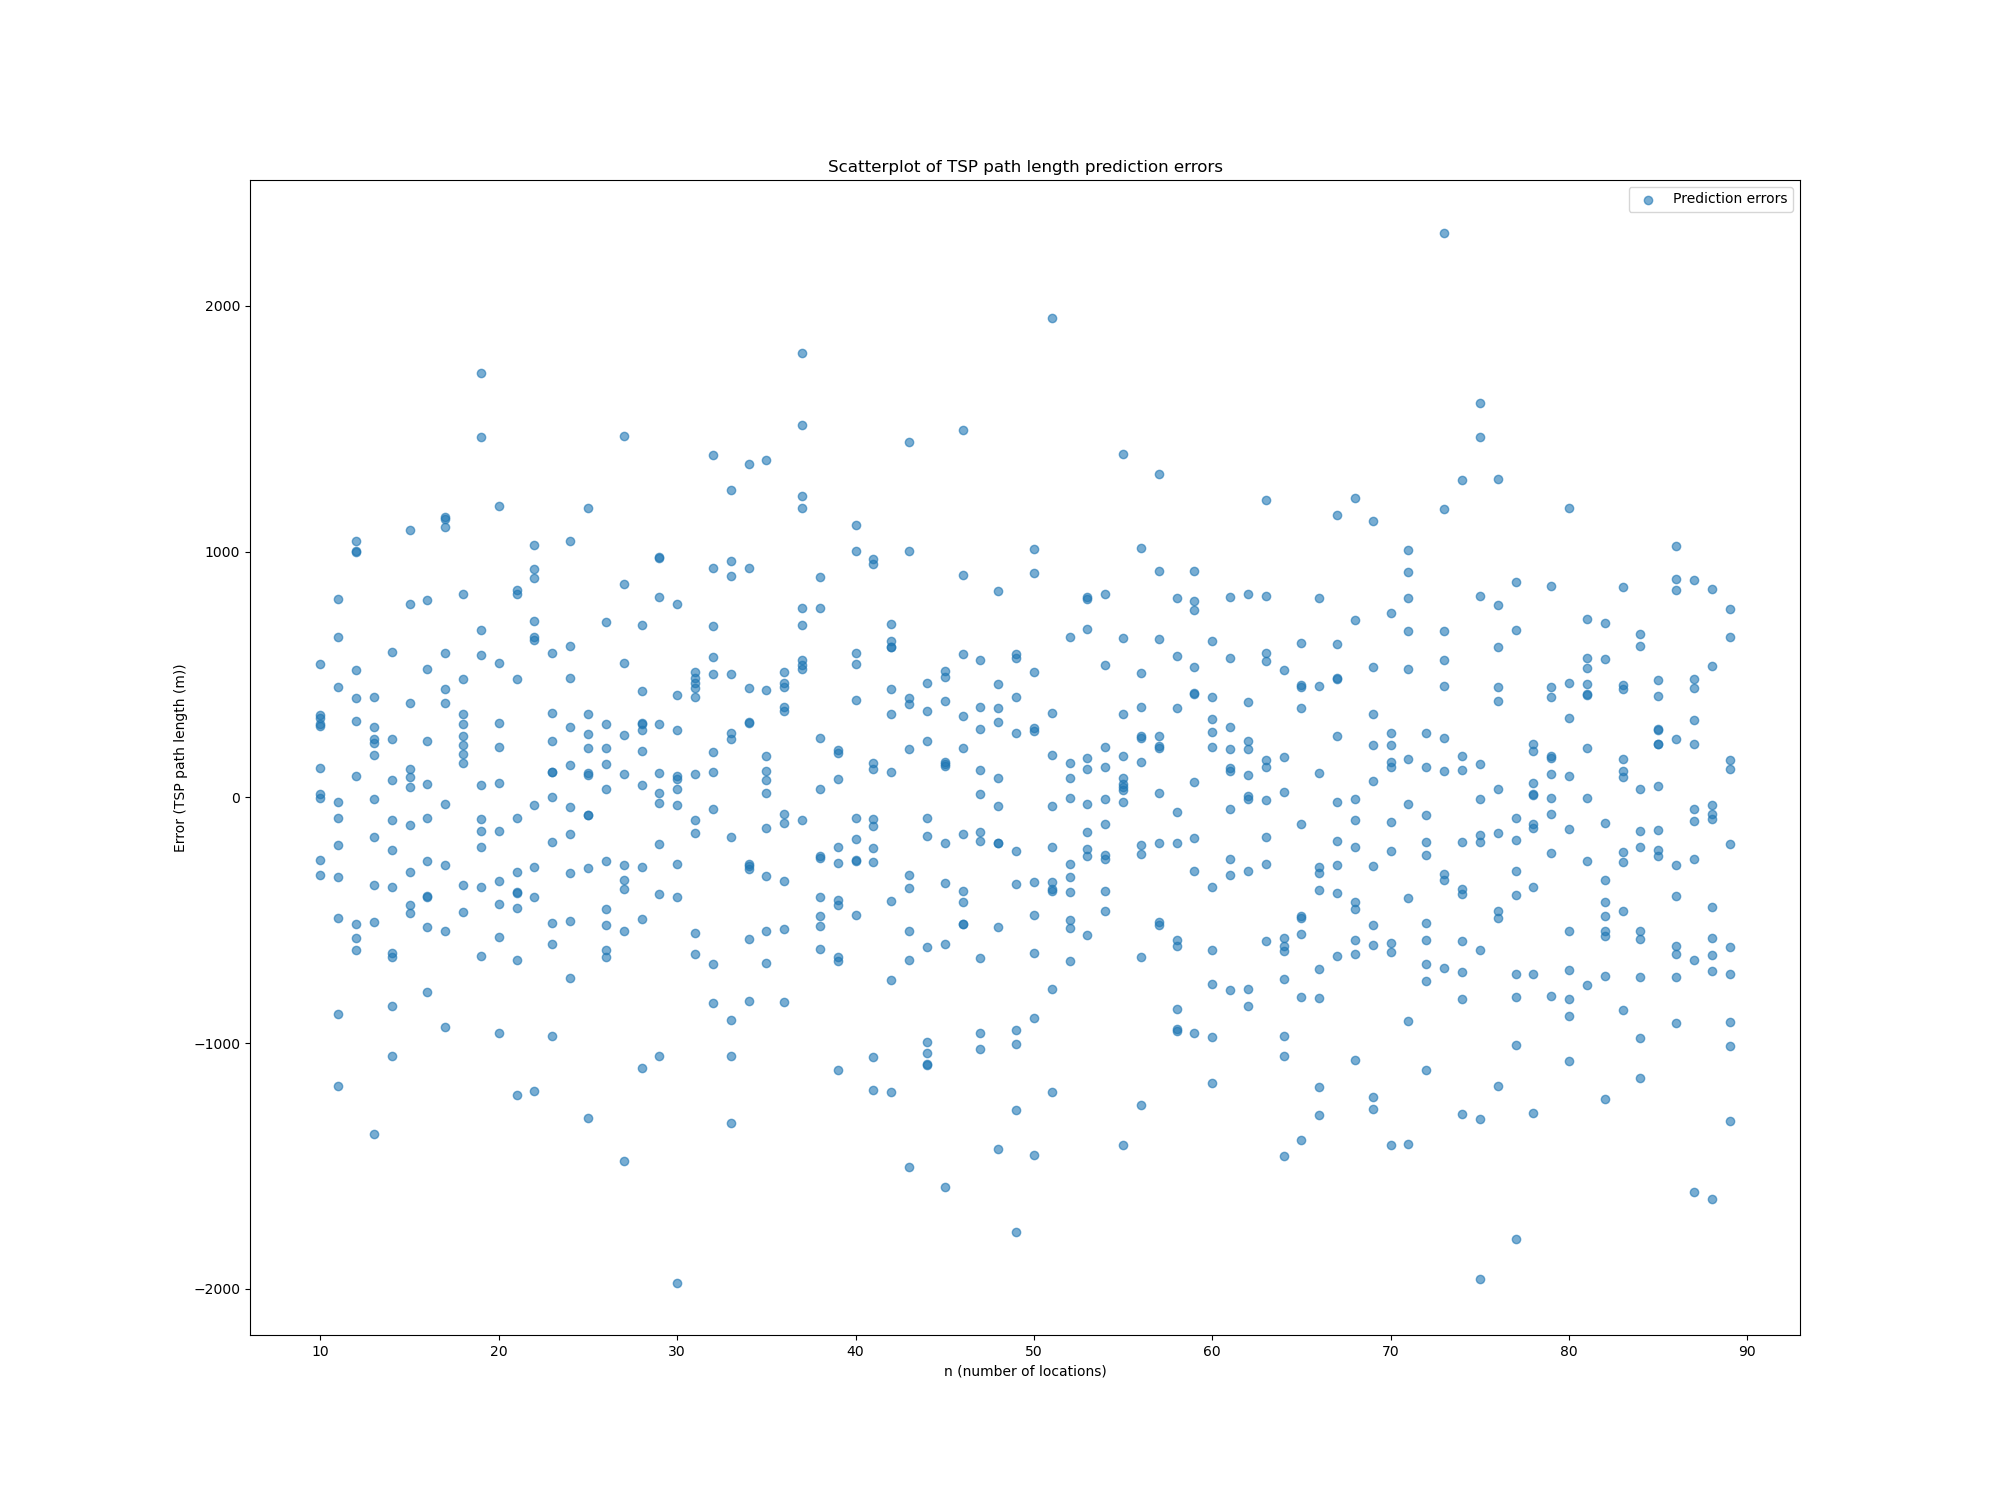 Scatterplot of TSP path length prediction errors
Prediction errors
2000
1000
0
−1000
−2000
Error (TSP path length (m))
10 20 30 40 50 60 70 80 90
n (number of locations)